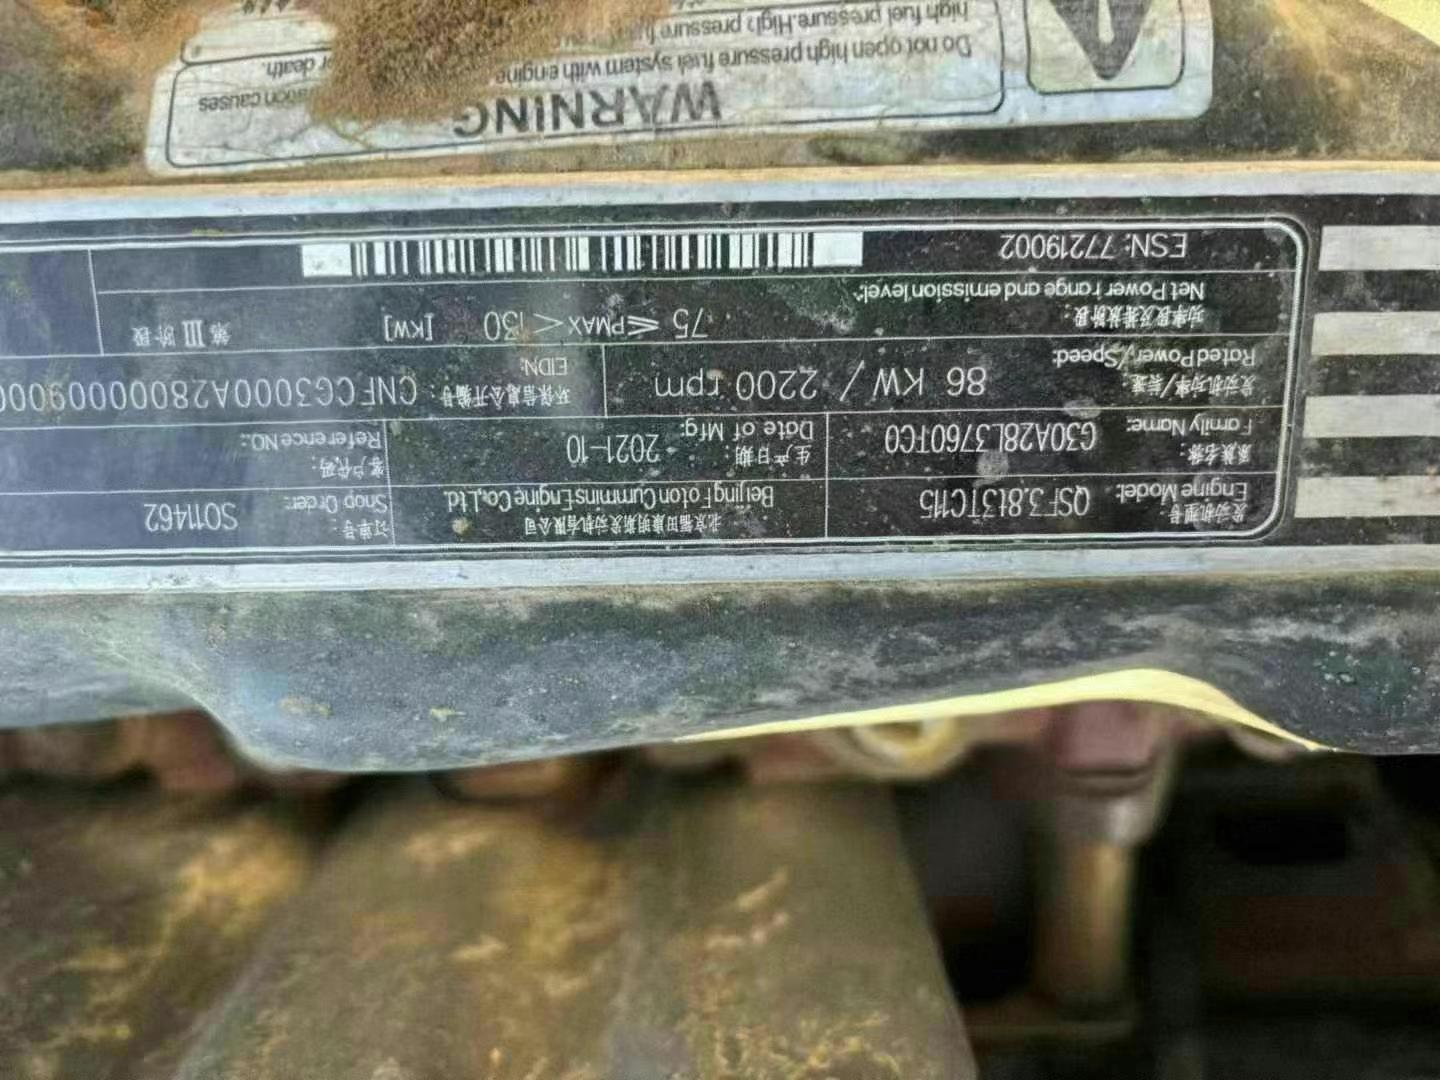 发动机型号:
Engine Model: QSF3.8t3TC115
北京福田康明斯发动机有限公司
Beijing Foton Cummins Engine Co.,Ltd.
订单号:
Shop Order: SO11462
系族名称:
Family Name: G30A28L3760TC0
生产日期:
Date of Mfg: 2021-10
客户代码:
Reference NO.:
发动机功率/转速:
Rated Power/Speed: 86 KW / 2200 rpm
环保信息公开编号:
EIDN: CNFCG3000A2800000900
功率段及排放阶段:
Net Power range and emission level:
75 ≤PMAX< 130 [KW] 第 III 阶段
ESN: 77219002
WARNING
Do not open high pressure fuel system with engine
high fuel pressure. High pressure
causes
or death.